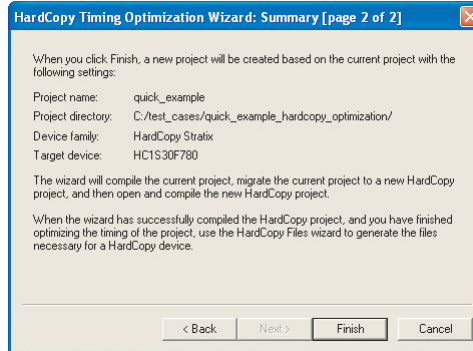 HardCopy Timing Optimization Wizard: Summary [page 2 of 2]
When you click Finish, a new project will be created based on the current project with the
following settings:
Project name: quick_example
Project directory: C:/test_cases/quick_example_hardcopy_optimization/
Device family: HardCopy Stratix
Target device: HC1S30F780
The wizard will compile the current project, migrate the current project to a new HardCopy
project, and then open and compile the new HardCopy project.
When the wizard has successfully compiled the HardCopy project, and you have finished
optimizing the timing of the project, use the HardCopy Files wizard to generate the files
necessary for a HardCopy device.
< Back Next > Finish Cancel